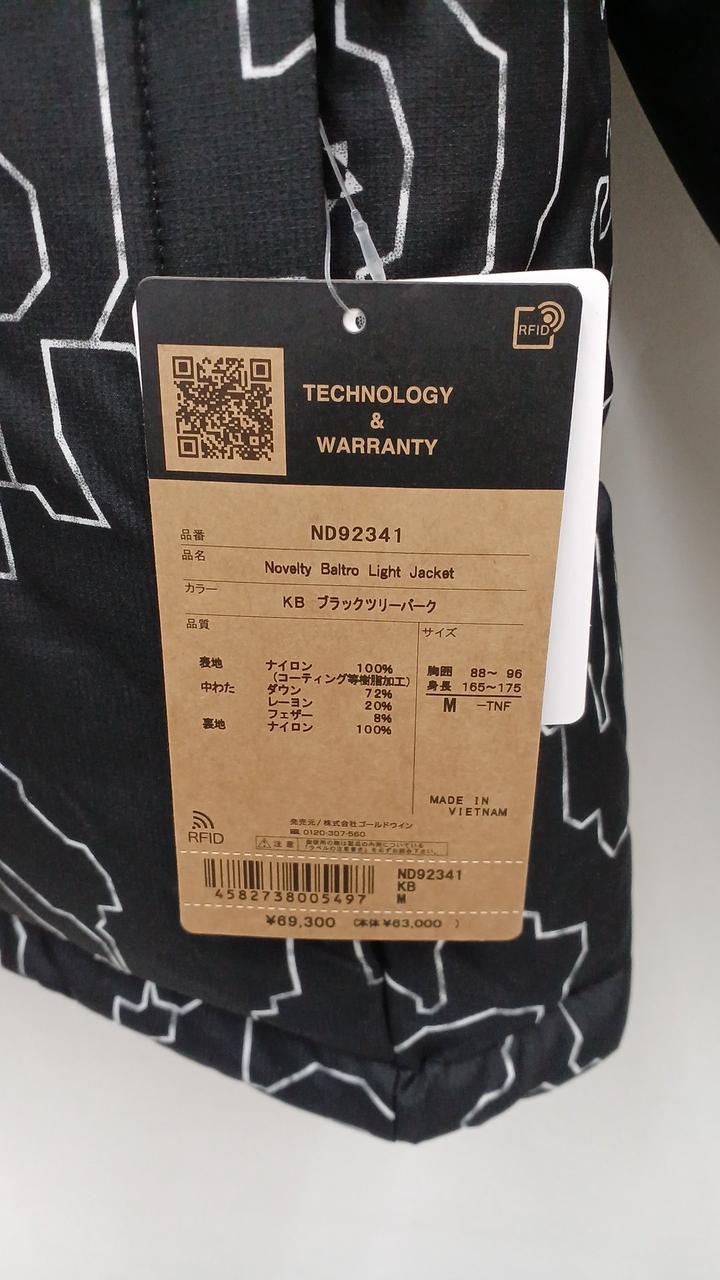 RFID
TECHNOLOGY
&
WARRANTY
品番 ND92341
品名 Novelty Baltro Light Jacket
カラー KB ブラックツリーバーク
品質
サイズ
表地 ナイロン 100%
(コーティング等樹脂加工)
中わた ダウン 72%
レーヨン 20%
フェザー 8%
裏地 ナイロン 100%
胸囲 88～ 96
身長 165～175
M －TNF
MADE IN
VIETNAM
RFID
発売元/株式会社ゴールドウイン
0120-307-560
注意
4582738005497
ND92341
KB
M
¥69,300 (本体 ¥63,000 )